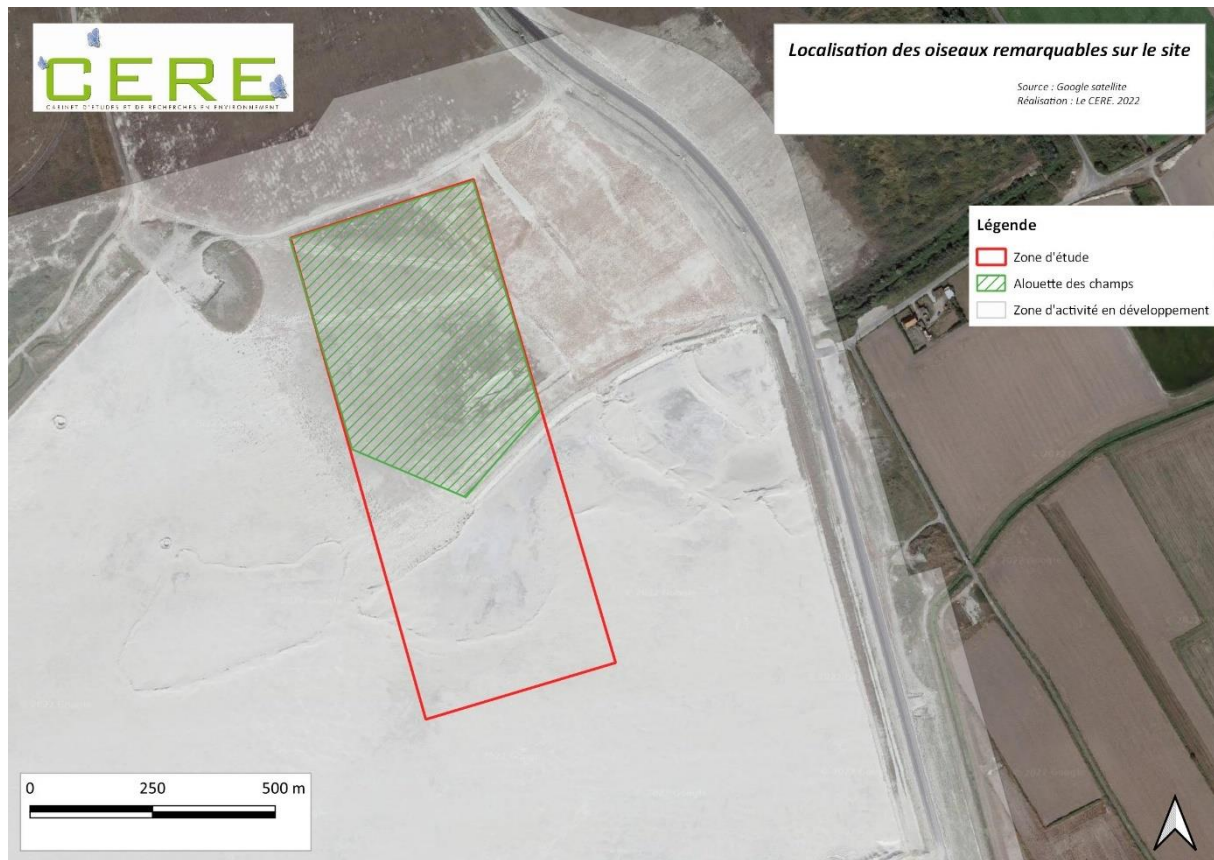 CERE
CABINET D'ÉTUDES ET DE RECHERCHES EN ENVIRONNEMENT
Localisation des oiseaux remarquables sur le site
Source : Google satellite
Réalisation : Le CERE. 2022
Légende
Zone d'étude
Alouette des champs
Zone d'activité en développement
0 250 500 m